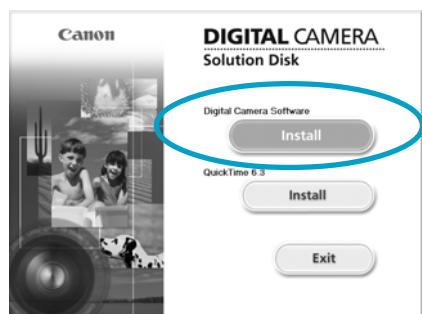 Canon
DIGITAL CAMERA
Solution Disk
Digital Camera Software
Install
QuickTime 6.3
Install
Exit